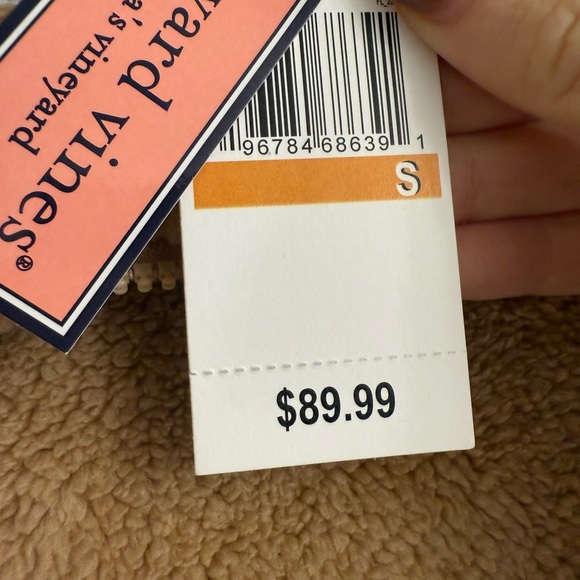 yard vines®
a's vineyard
96784 68639 1
S
$89.99